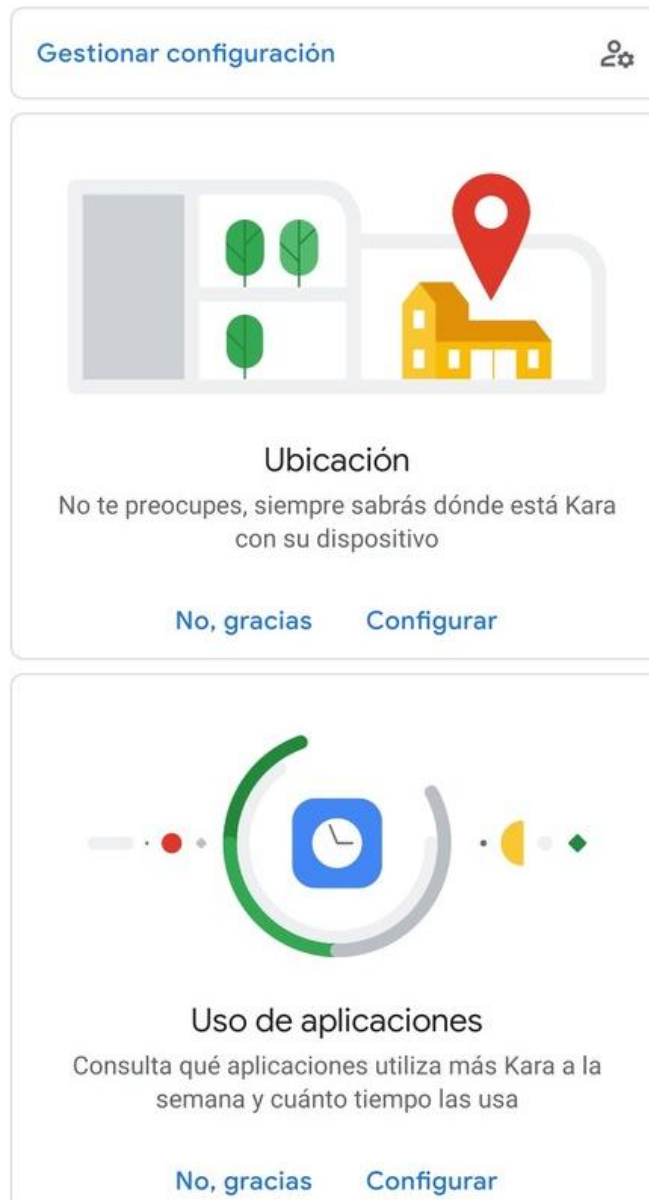 Gestionar configuración
Ubicación
No te preocupes, siempre sabrás dónde está Kara
con su dispositivo
No, gracias Configurar
Uso de aplicaciones
Consulta qué aplicaciones utiliza más Kara a la
semana y cuánto tiempo las usa
No, gracias Configurar